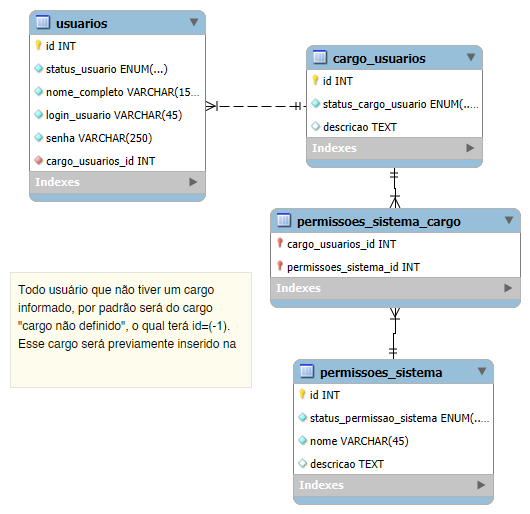 usuarios
id INT
status_usuario ENUM(...)
nome_completo VARCHAR(15...
login_usuario VARCHAR(45)
senha VARCHAR(250)
cargo_usuarios_id INT
Indexes
cargo_usuarios
id INT
status_cargo_usuario ENUM(...
descricao TEXT
Indexes
permissoes_sistema_cargo
cargo_usuarios_id INT
permissoes_sistema_id INT
Indexes
Todo usuário que não tiver um cargo
informado, por padrão será do cargo
"cargo não definido", o qual terá id=(-1).
Esse cargo será previamente inserido na
permissoes_sistema
id INT
status_permissao_sistema ENUM(...
nome VARCHAR(45)
descricao TEXT
Indexes